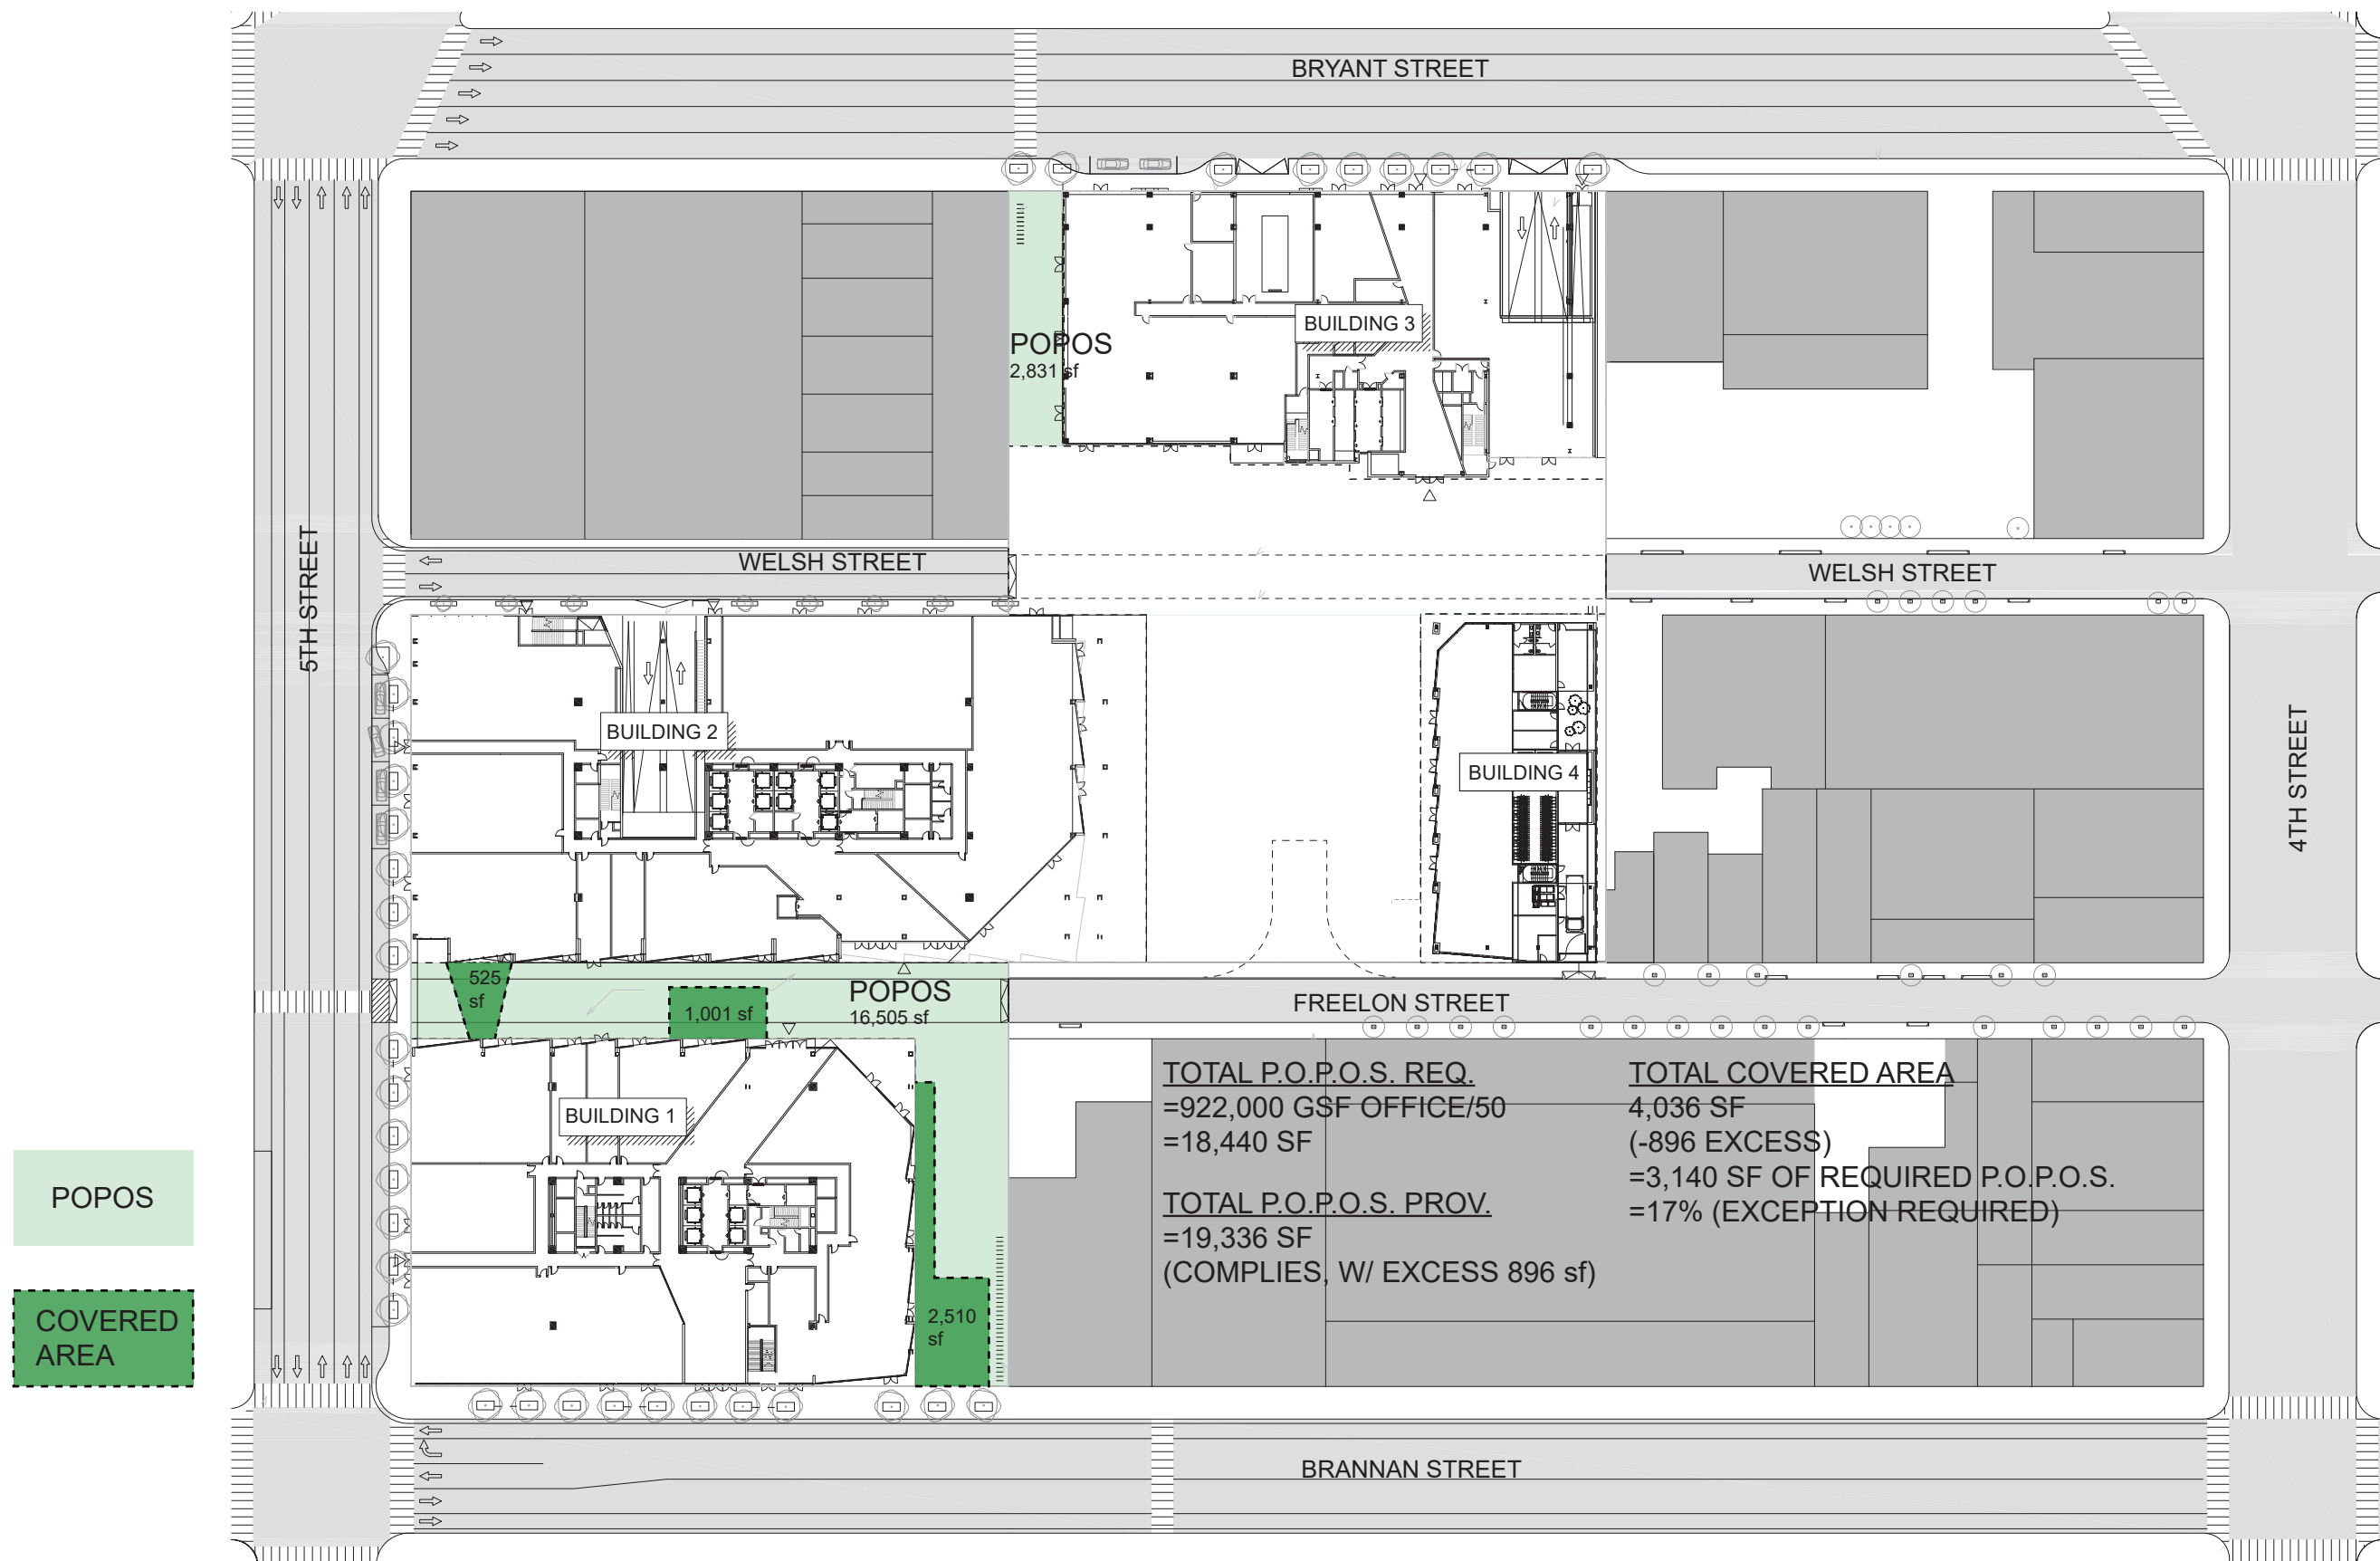 BRYANT STREET
BUILDING 3
POPOS
2,831 sf
5TH STREET
WELSH STREET
WELSH STREET
BUILDING 2
BUILDING 4
4TH STREET
525
sf
1,001 sf
POPOS
16,505 sf
FREELON STREET
BUILDING 1
2,510
sf
TOTAL P.O.P.O.S. REQ.
=922,000 GSF OFFICE/50
=18,440 SF
TOTAL P.O.P.O.S. PROV.
=19,336 SF
(COMPLIES, W/ EXCESS 896 sf)
TOTAL COVERED AREA
4,036 SF
(-896 EXCESS)
=3,140 SF OF REQUIRED P.O.P.O.S.
=17% (EXCEPTION REQUIRED)
POPOS
COVERED
AREA
BRANNAN STREET